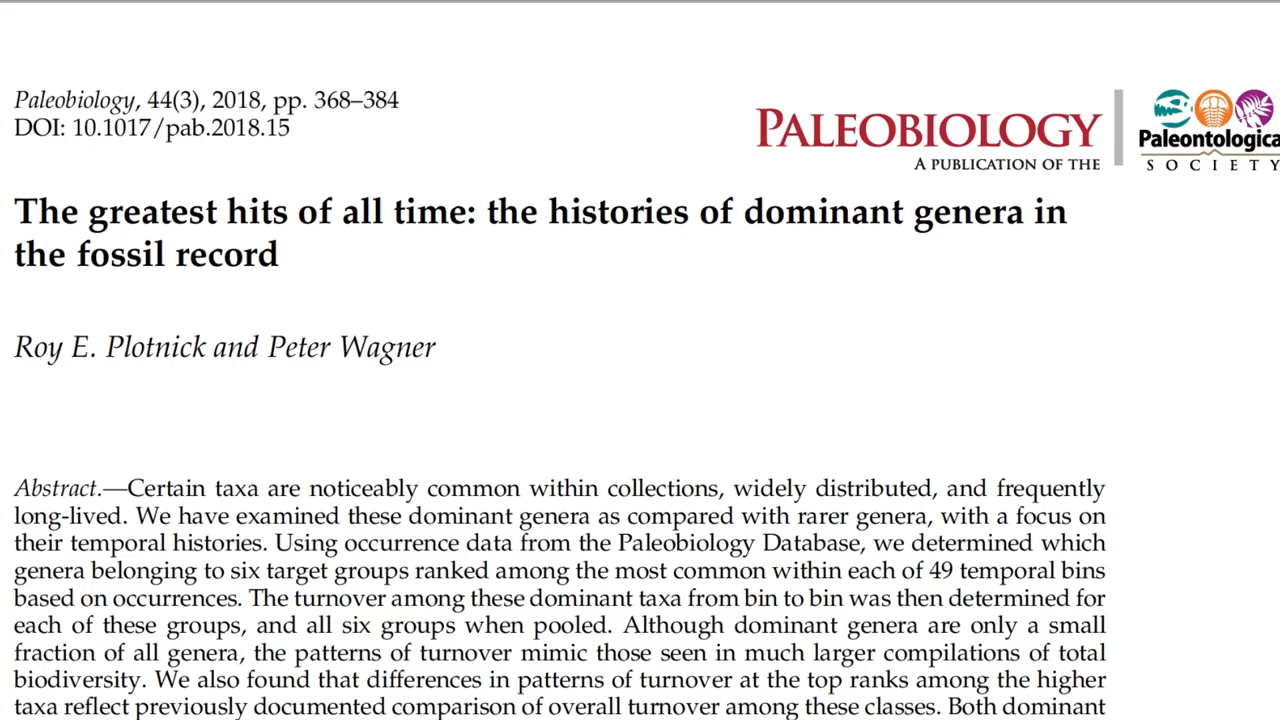 Paleobiology, 44(3), 2018, pp. 368–384
DOI: 10.1017/pab.2018.15
PALEOBIOLOGY
A PUBLICATION OF THE
Paleontologica
SOCIETY
The greatest hits of all time: the histories of dominant genera in
the fossil record
Roy E. Plotnick and Peter Wagner
Abstract.—Certain taxa are noticeably common within collections, widely distributed, and frequently
long-lived. We have examined these dominant genera as compared with rarer genera, with a focus on
their temporal histories. Using occurrence data from the Paleobiology Database, we determined which
genera belonging to six target groups ranked among the most common within each of 49 temporal bins
based on occurrences. The turnover among these dominant taxa from bin to bin was then determined for
each of these groups, and all six groups when pooled. Although dominant genera are only a small
fraction of all genera, the patterns of turnover mimic those seen in much larger compilations of total
biodiversity. We also found that differences in patterns of turnover at the top ranks among the higher
taxa reflect previously documented comparison of overall turnover among these classes. Both dominant